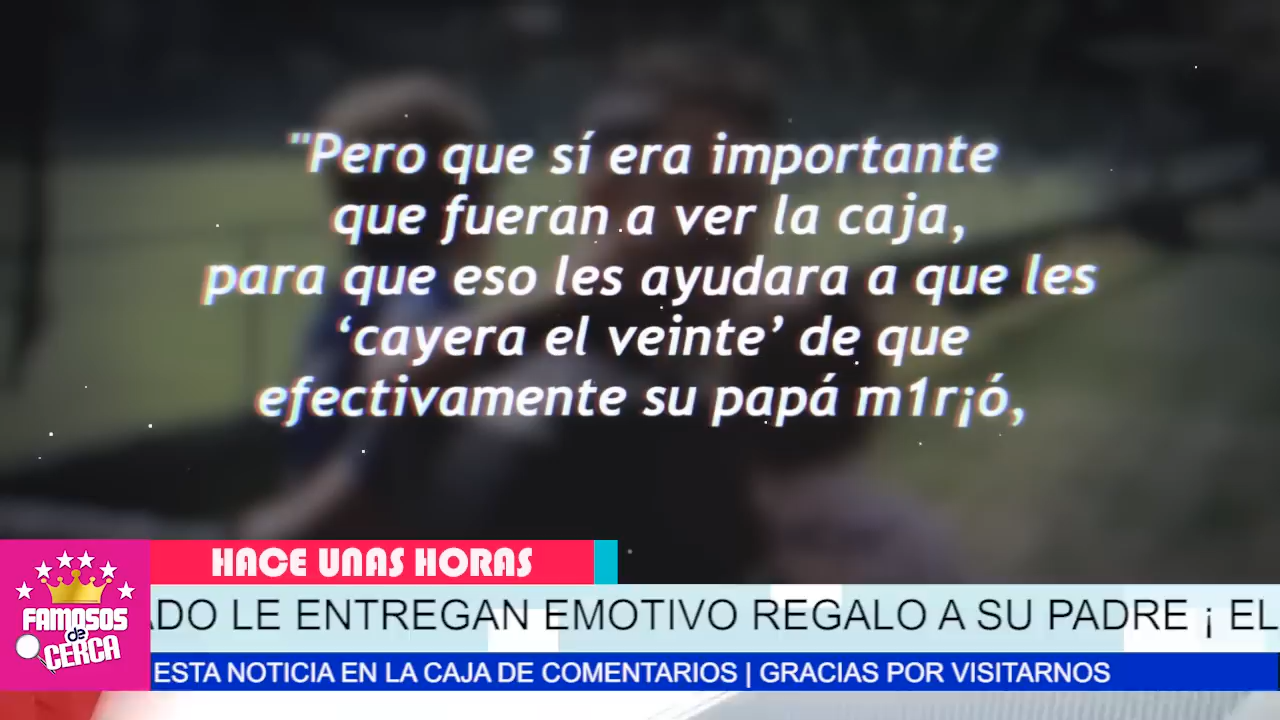 "Pero que sí era importante
que fueran a ver la caja,
para que eso les ayudara a que les
‘cayera el veinte’ de que
efectivamente su papá m1r¡ó,
HACE UNAS HORAS
ADO LE ENTREGAN EMOTIVO REGALO A SU PADRE ¡ EL
FAMOSOS
de
CERCA
ESTA NOTICIA EN LA CAJA DE COMENTARIOS | GRACIAS POR VISITARNOS